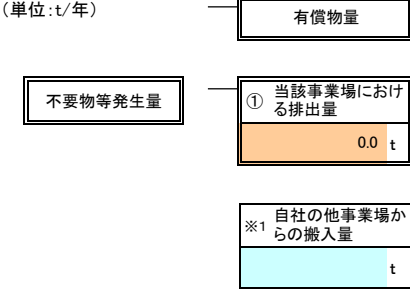 （単位:t/年）
有償物量
不要物等発生量
① 当該事業場におけ
る排出量
0.0 t
※1 自社の他事業場か
らの搬入量
t